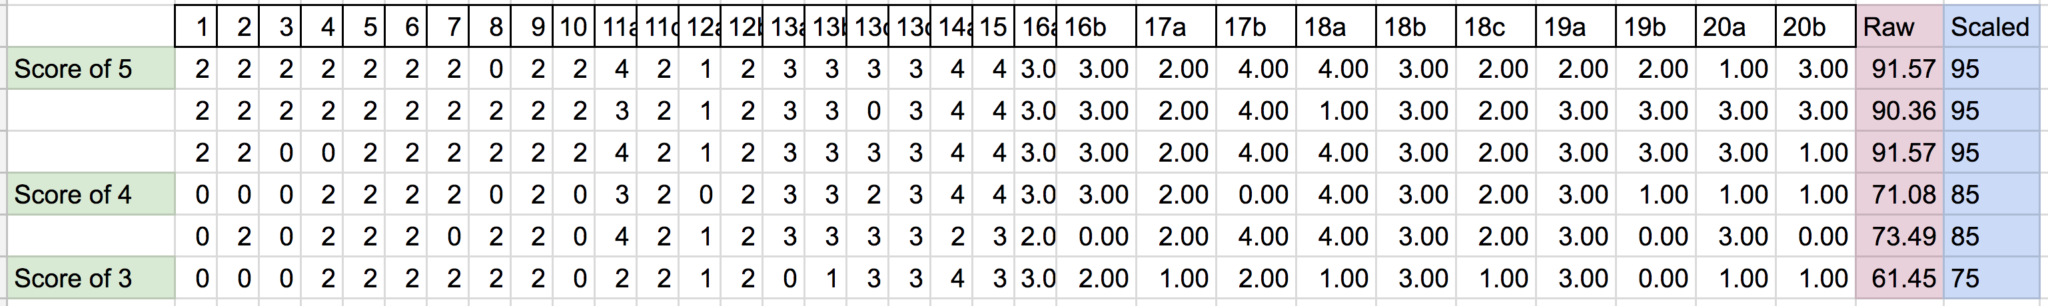 1 2 3 4 5 6 7 8 9 10 11a 11c 12a 12b 13a 13b 13c 13d 14a 15 16a 16b 17a 17b 18a 18b 18c 19a 19b 20a 20b Raw Scaled
Score of 5 2 2 2 2 2 2 2 0 2 2 4 2 1 2 3 3 3 3 4 4 3.0 3.00 2.00 4.00 4.00 3.00 2.00 2.00 2.00 1.00 3.00 91.57 95
2 2 2 2 2 2 2 2 2 2 3 2 1 2 3 3 0 3 4 4 3.0 3.00 2.00 4.00 1.00 3.00 2.00 3.00 3.00 3.00 3.00 90.36 95
2 2 0 0 2 2 2 2 2 2 4 2 1 2 3 3 3 3 4 4 3.0 3.00 2.00 4.00 4.00 3.00 2.00 3.00 3.00 3.00 1.00 91.57 95
Score of 4 0 0 0 2 2 2 2 0 2 0 3 2 0 2 3 3 2 3 4 4 3.0 3.00 2.00 0.00 4.00 3.00 2.00 3.00 1.00 1.00 1.00 71.08 85
0 2 0 2 2 2 0 2 2 0 4 2 1 2 3 3 3 3 2 3 2.0 0.00 2.00 4.00 4.00 3.00 2.00 3.00 0.00 3.00 0.00 73.49 85
Score of 3 0 0 0 2 2 2 2 2 2 0 2 2 1 2 0 1 3 3 4 3 3.0 2.00 1.00 2.00 1.00 3.00 1.00 3.00 0.00 1.00 1.00 61.45 75